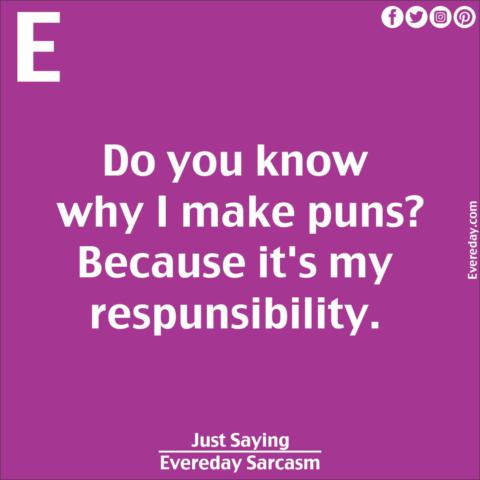 E
Do you know
why I make puns?
Because it's my
respunsibility.
Evereday.com
Just Saying
Evereday Sarcasm